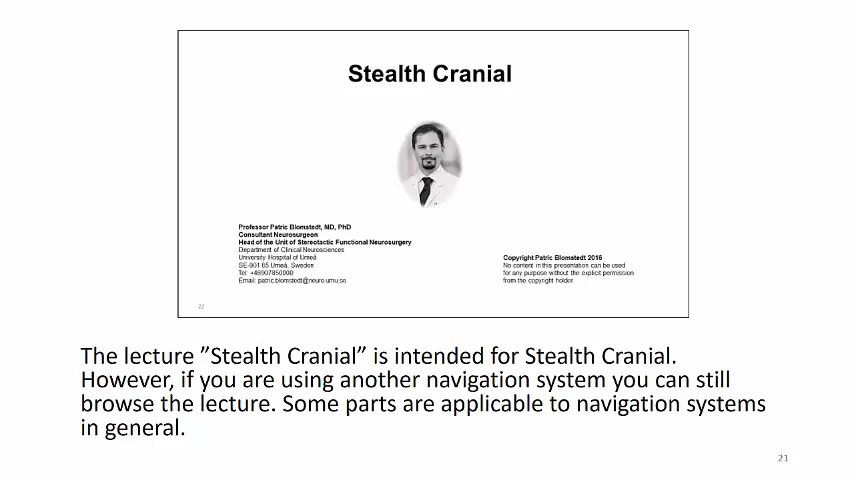 Stealth Cranial
Professor Patric Blomstedt, MD, PhD
Consultant Neurosurgeon
Head of the Unit of Stereotactic Functional Neurosurgery
Department of Clinical Neurosciences
University Hospital of Umeå
SE-901 85 Umeå, Sweden
Tel: +46907850000
Email: patric.blomstedt@neuro.umu.se
Copyright Patric Blomstedt 2016
No content in this presentation can be used
for any purpose without the explicit permission
from the copyright holder
22
The lecture ”Stealth Cranial” is intended for Stealth Cranial.
However, if you are using another navigation system you can still
browse the lecture. Some parts are applicable to navigation systems
in general.
21